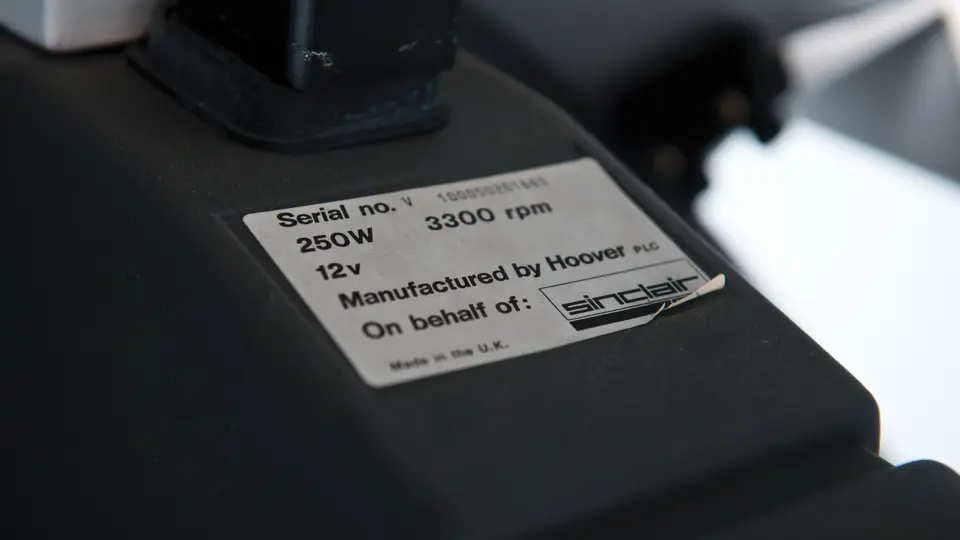 Serial no. V
250W 3300 rpm
12v
Manufactured by Hoover PLC
On behalf of: sinclair
Made in the U.K.